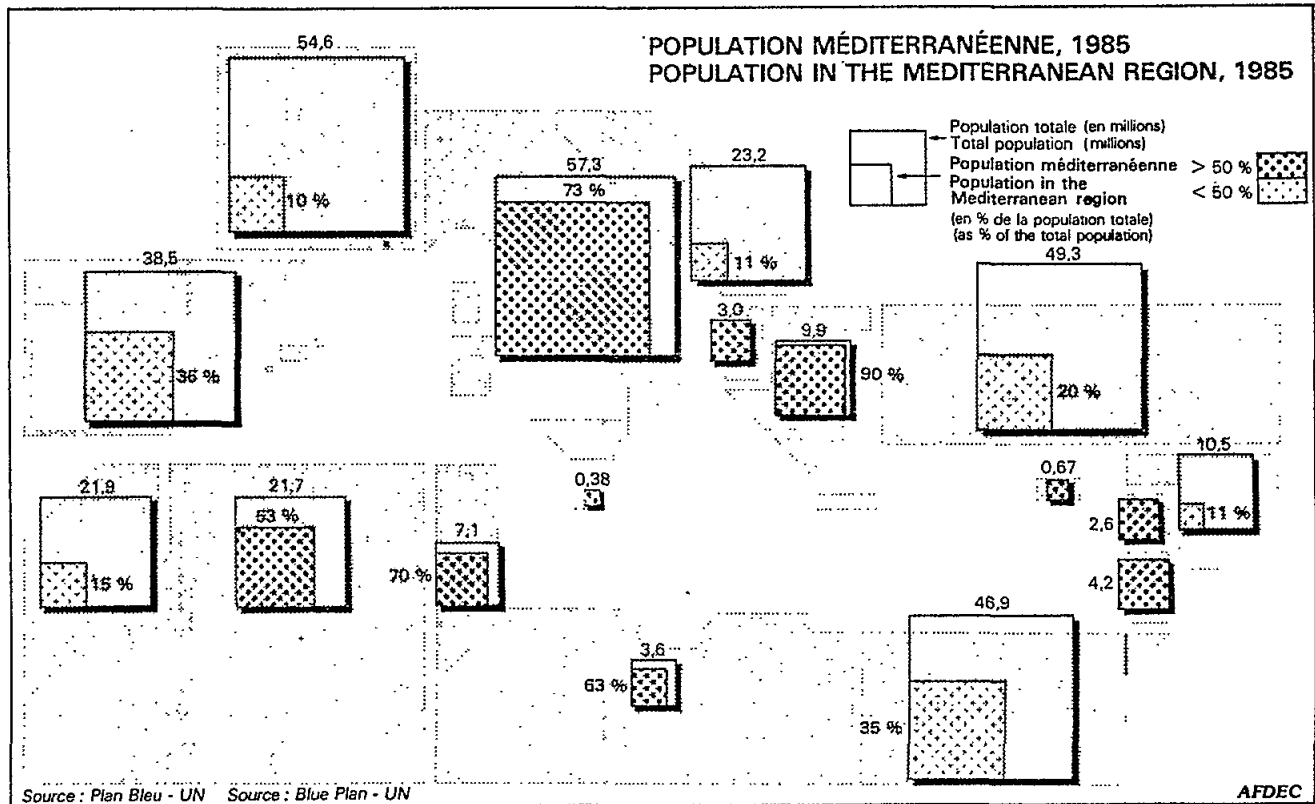 POPULATION MÉDITERRANÉENNE, 1985
POPULATION IN THE MEDITERRANEAN REGION, 1985
Population totale (en millions)
Total population (millions)
Population méditerranéenne > 50 %
Population in the
Mediterranean region < 50 %
(en % de la population totale)
(as % of the total population)
54,6
10 %
57,3
73 %
23,2
11 %
38,5
36 %
3,0
9,9
90 %
49,3
20 %
21,9
15 %
21,7
53 %
7,1
70 %
0,38
0,67
10,5
11 %
2,6
4,2
3,6
63 %
46,9
35 %
Source : Plan Bleu - UN Source : Blue Plan - UN
AFDEC